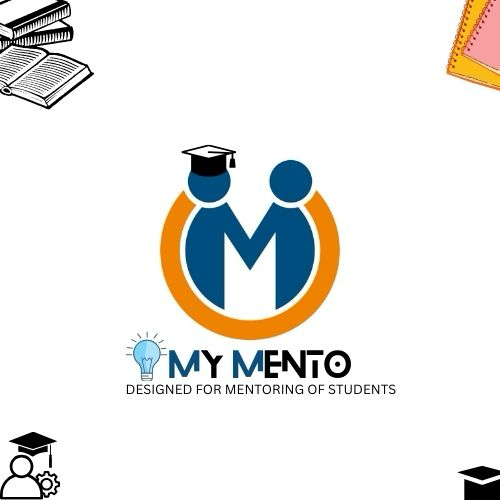 M
MY MENTO
DESIGNED FOR MENTORING OF STUDENTS